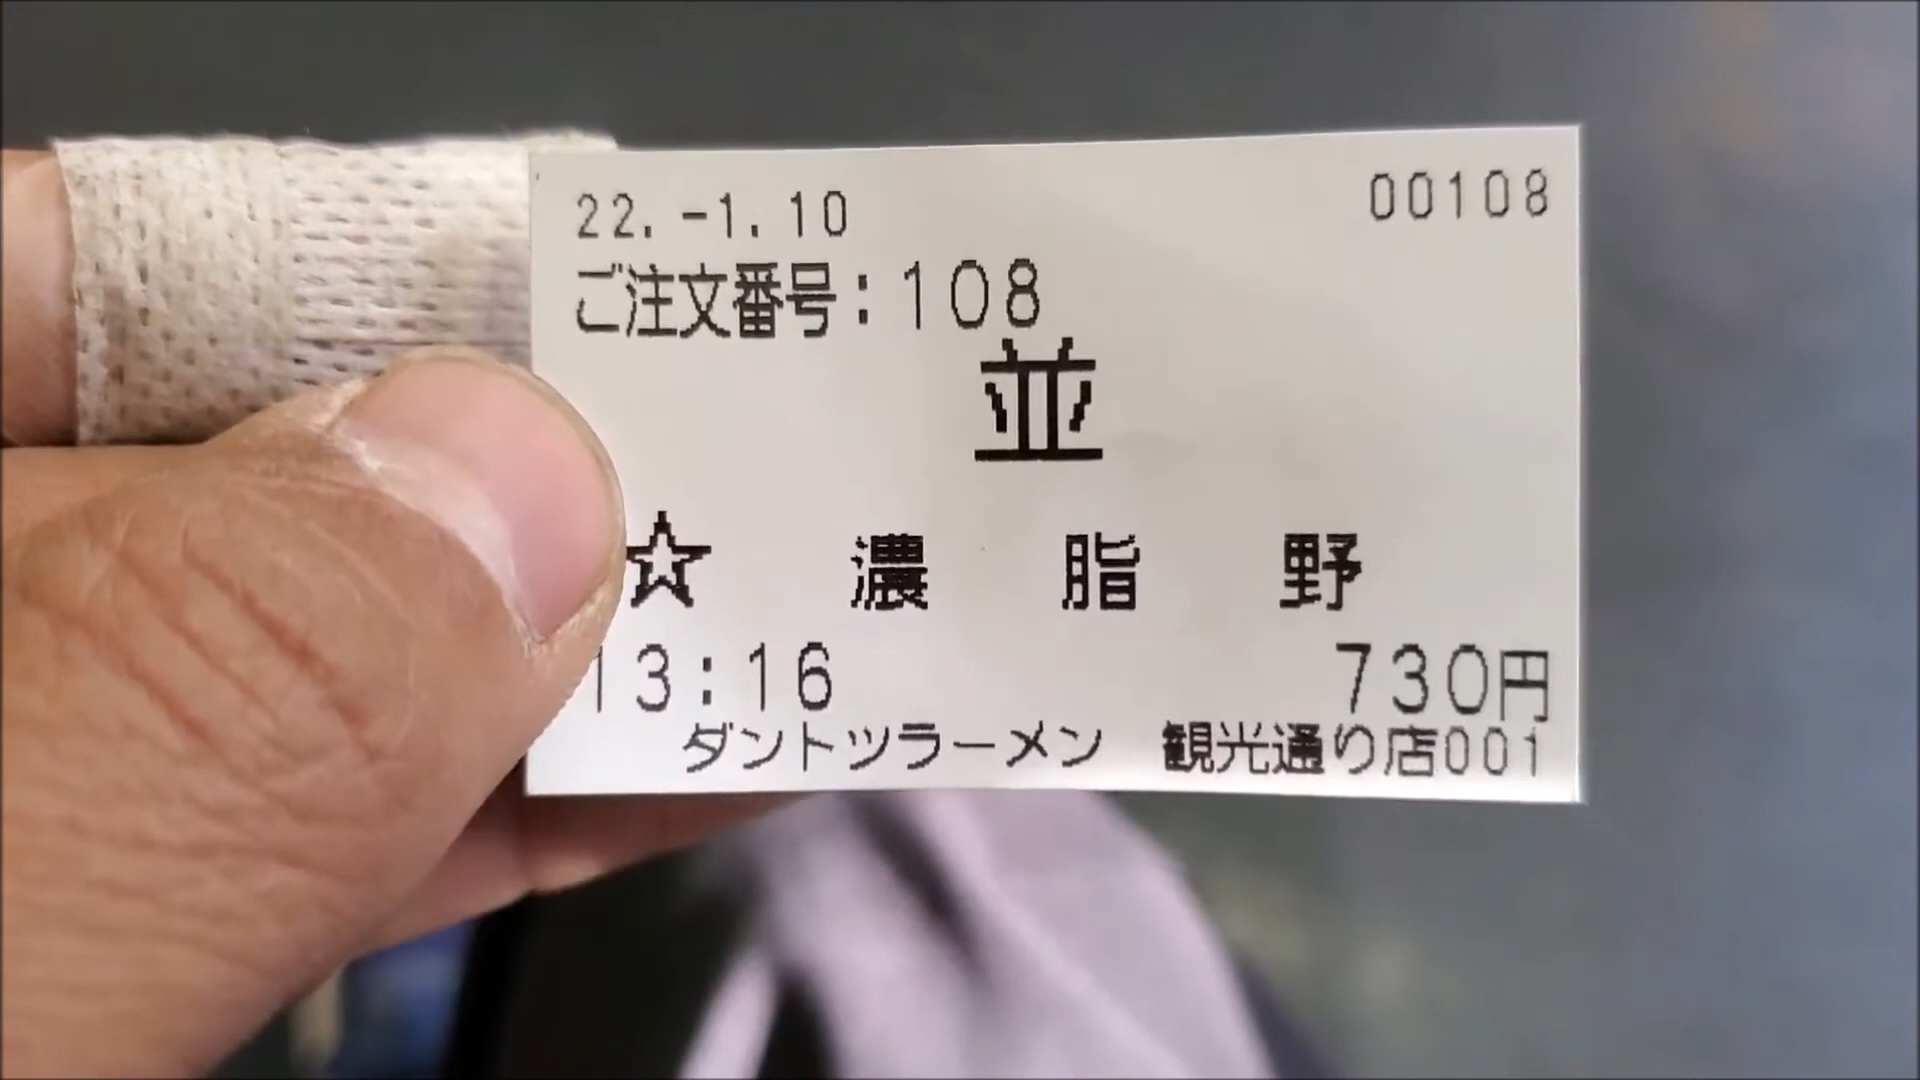 22.-1.10 00108
ご注文番号:108
並
☆ 濃 脂 野
13:16 730円
ダントツラーメン 観光通り店001